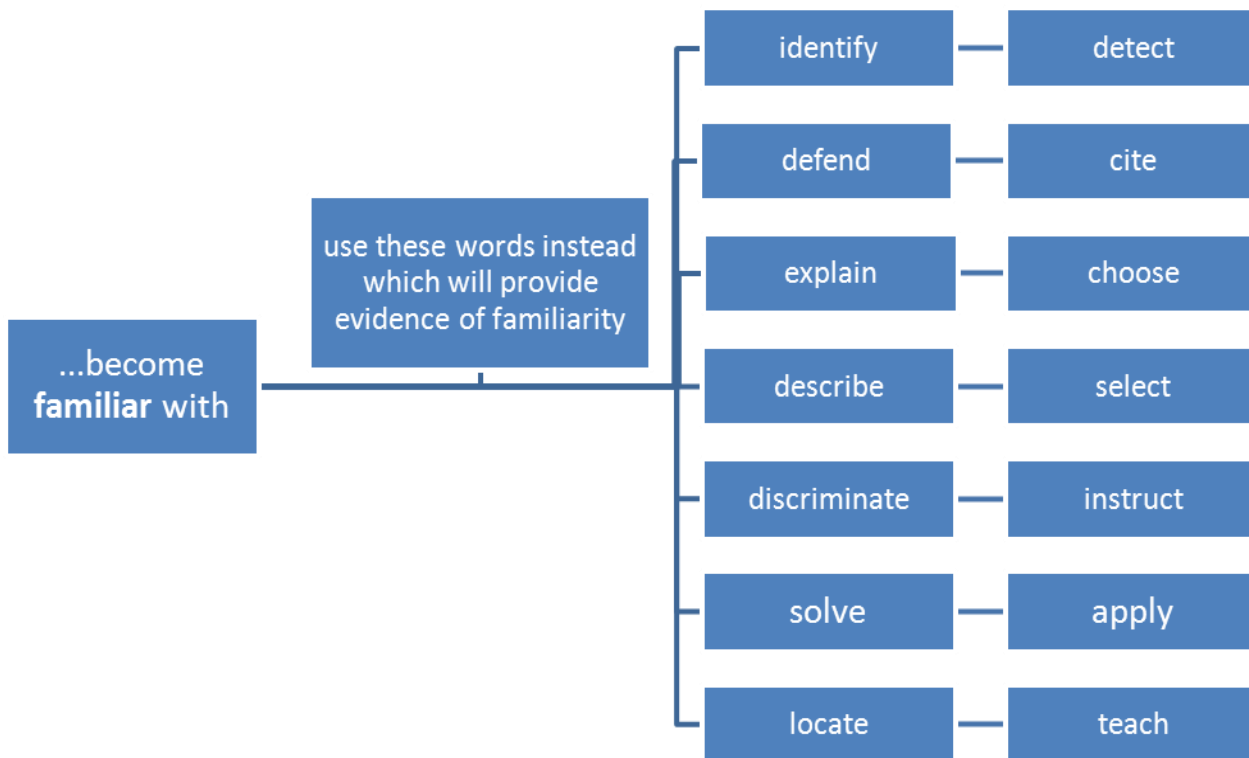 identify
detect
defend
cite
use these words instead
which will provide
evidence of familiarity
explain
choose
...become
familiar with
describe
select
discriminate
instruct
solve
apply
locate
teach